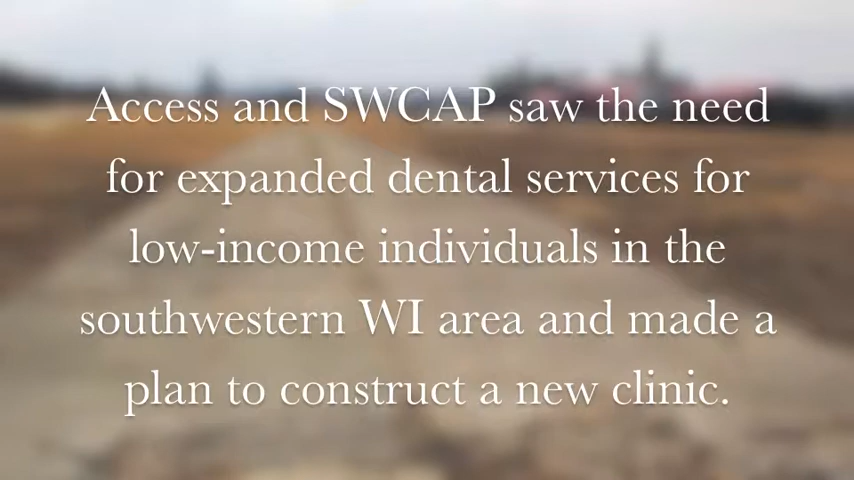 Access and SWCAP saw the need
for expanded dental services for
low-income individuals in the
southwestern WI area and made a
plan to construct a new clinic.